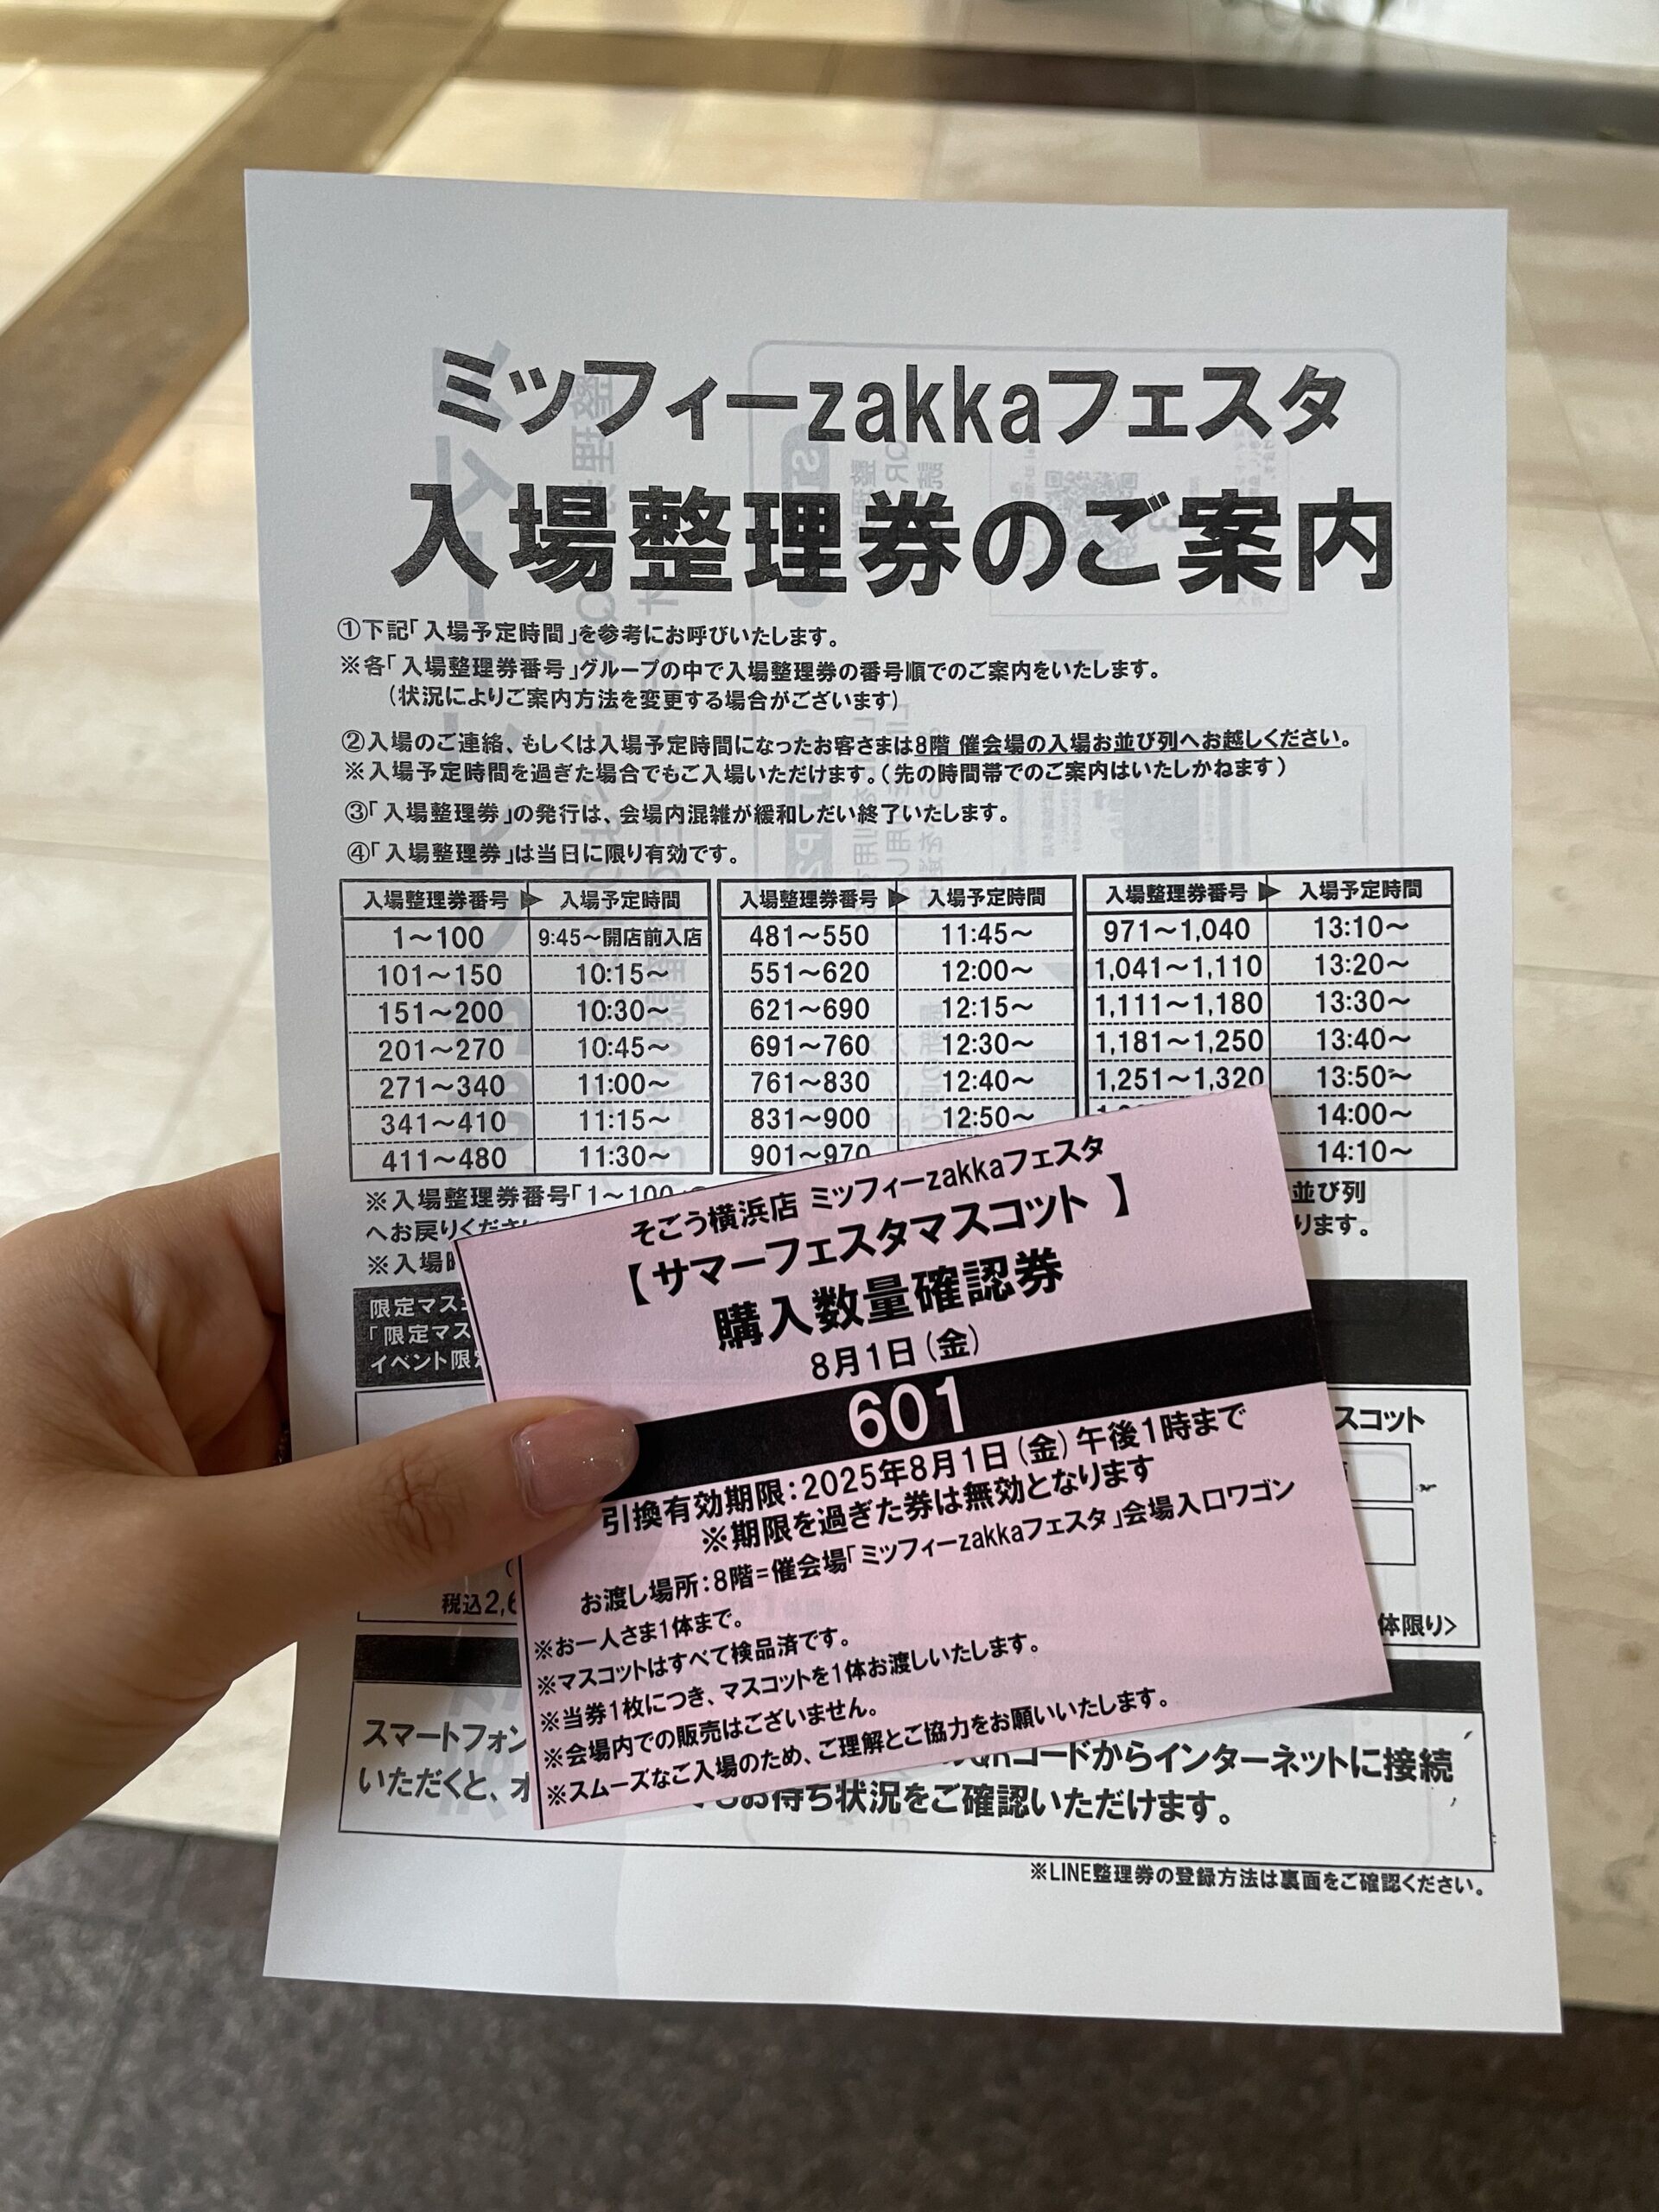 ミッフィーzakkaフェスタ
入場整理券のご案内
①下記「入場予定時間」を参考にお呼びいたします。
※各「入場整理券番号」グループの中で入場整理券の番号順でのご案内をいたします。
(状況によりご案内方法を変更する場合がございます)
②入場のご連絡、もしくは入場予定時間になったお客さまは8階 催会場の入場お並び列へお越しください。
※入場予定時間を過ぎた場合でもご入場いただけます。(先の時間帯でのご案内はいたしかねます)
③「入場整理券」の発行は、会場内混雑が緩和しだい終了いたします。
④「入場整理券」は当日に限り有効です。
入場整理券番号 ▶ 入場予定時間 入場整理券番号 ▶ 入場予定時間 入場整理券番号 ▶ 入場予定時間
1～100 9:45～開店前入店 481～550 11:45～ 971～1,040 13:10～
101～150 10:15～ 551～620 12:00～ 1,041～1,110 13:20～
151～200 10:30～ 621～690 12:15～ 1,111～1,180 13:30～
201～270 10:45～ 691～760 12:30～ 1,181～1,250 13:40～
271～340 11:00～ 761～830 12:40～ 1,251～1,320 13:50～
341～410 11:15～ 831～900 12:50～ 14:00～
411～480 11:30～ 901～970 14:10～
※入場整理券番号「1～100 並び列
へお戻りくださ ります。
※入場
限定マス
「限定マス
イベント限定
スコット
税込2,6
体限り>
スマートフォン コードからインターネットに接続
いただくと、オ お待ち状況をご確認いただけます。
※LINE整理券の登録方法は裏面をご確認ください。
そごう横浜店 ミッフィーzakkaフェスタ
【サマーフェスタマスコット】
購入数量確認券
8月1日(金)
601
引換有効期限:2025年8月1日(金)午後1時まで
※期限を過ぎた券は無効となります
お渡し場所:8階=催会場「ミッフィーzakkaフェスタ」会場入口ワゴン
※お一人さま1体まで。
※マスコットはすべて検品済です。
※当券1枚につき、マスコットを1体お渡しいたします。
※会場内での販売はございません。
※スムーズなご入場のため、ご理解とご協力をお願いいたします。